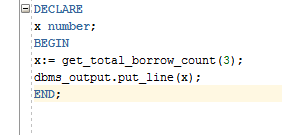 DECLARE
x number;
BEGIN
x:= get_total_borrow_count(3);
dbms_output.put_line(x);
END;